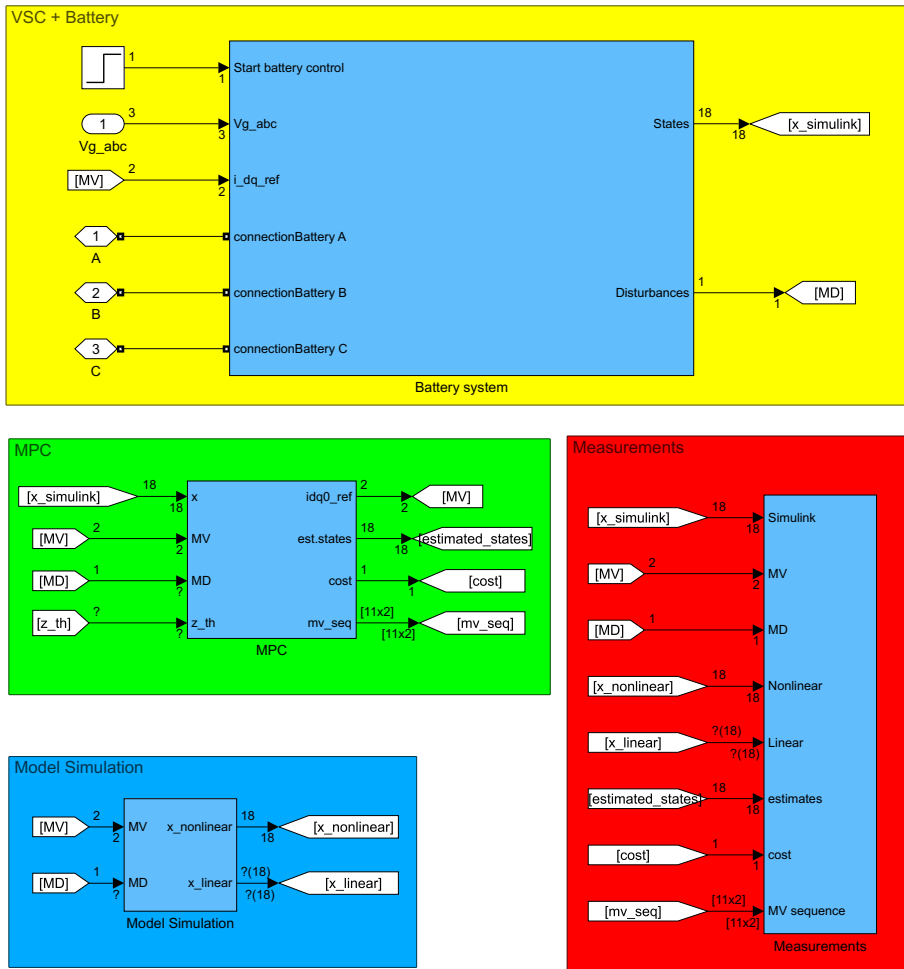 VSC + Battery
1
1
Start battery control
1
3
Vg_abc
3
Vg_abc
[MV]
2
i_dq_ref
2
1
connectionBattery A
A
2
connectionBattery B
B
3
connectionBattery C
C
States
18
18
[x_simulink]
Disturbances
1
1
[MD]
Battery system
MPC
[x_simulink]
18
18
x
[MV]
2
2
MV
[MD]
1
?
MD
[z_th]
?
?
z_th
idq0_ref
2
2
[MV]
est.states
18
18
[estimated_states]
cost
1
1
[cost]
mv_seq
[11x2]
[11x2]
[mv_seq]
MPC
Measurements
[x_simulink]
18
18
Simulink
[MV]
2
2
MV
[MD]
1
1
MD
[x_nonlinear]
18
18
Nonlinear
[x_linear]
?(18)
?(18)
Linear
[estimated_states]
18
18
estimates
[cost]
1
1
cost
[mv_seq]
[11x2]
[11x2]
MV sequence
Measurements
Model Simulation
[MV]
2
2
MV
[MD]
1
?
MD
x_nonlinear
18
18
[x_nonlinear]
x_linear
?(18)
?(18)
[x_linear]
Model Simulation